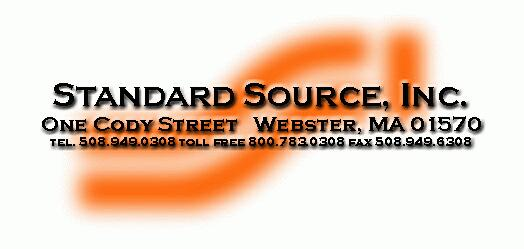 STANDARD SOURCE, INC.
ONE CODY STREET WEBSTER, MA 01570
TEL. 508.949.0308 TOLL FREE 800.783.0308 FAX 508.949.6308